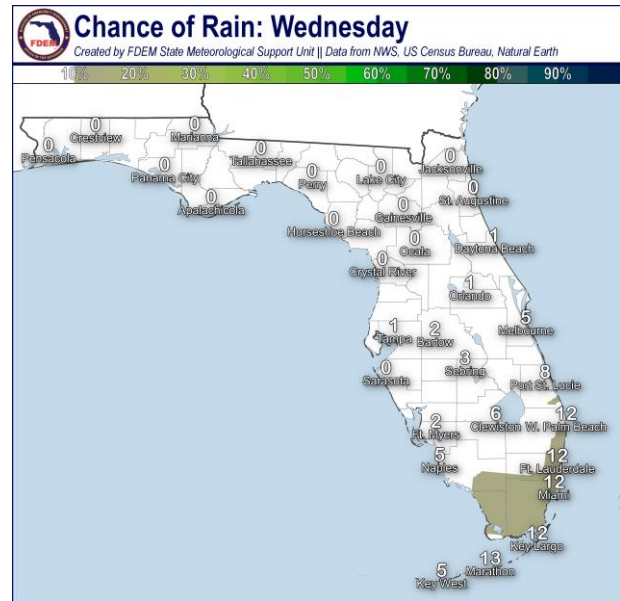 FDEM
Chance of Rain: Wednesday
Created by FDEM State Meteorological Support Unit || Data from NWS, US Census Bureau, Natural Earth
10% 20% 30% 40% 50% 60% 70% 80% 90%
0
Crestview
0
Marianna
0
Pensacola
0
Tallahassee
0
Jacksonville
0
Panama City
0
Perry
0
Lake City
0
St. Augustine
0
Apalachicola
0
Gainesville
0
Horseshoe Beach
0
Ocala
1
Daytona Beach
0
Crystal River
1
Orlando
5
Melbourne
1
Tampa
2
Bartow
3
Sebring
0
Sarasota
8
Port St. Lucie
2
Ft. Myers
6
Clewiston
12
W. Palm Beach
5
Naples
12
Ft. Lauderdale
12
Miami
12
Key Largo
13
Marathon
5
Key West